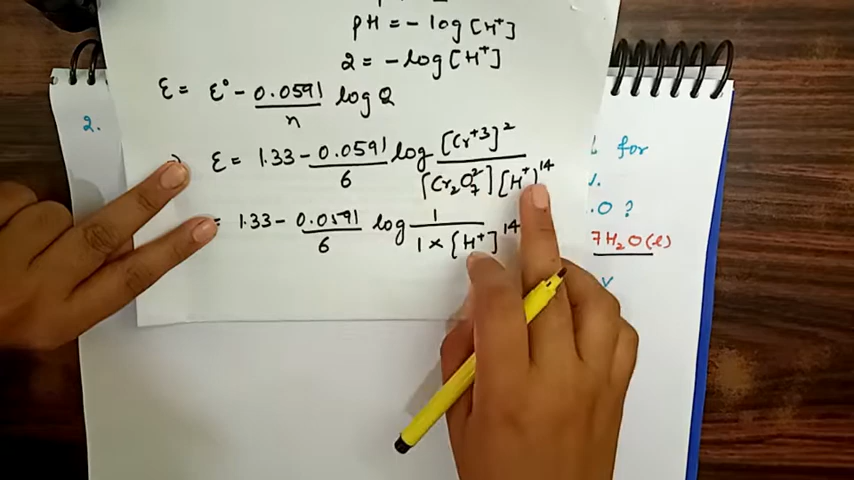 pH = - log [H⁺]
2 = - log [H⁺]
ε = ε° - 0.0591/n log Q
2.
ε = 1.33 - 0.0591/6 log [Cr⁺³]²/[Cr₂O₇²][H⁺]¹⁴
for
= 1.33 - 0.0591/6 log 1/1 × [H⁺]¹⁴
O ?
7H₂O(l)